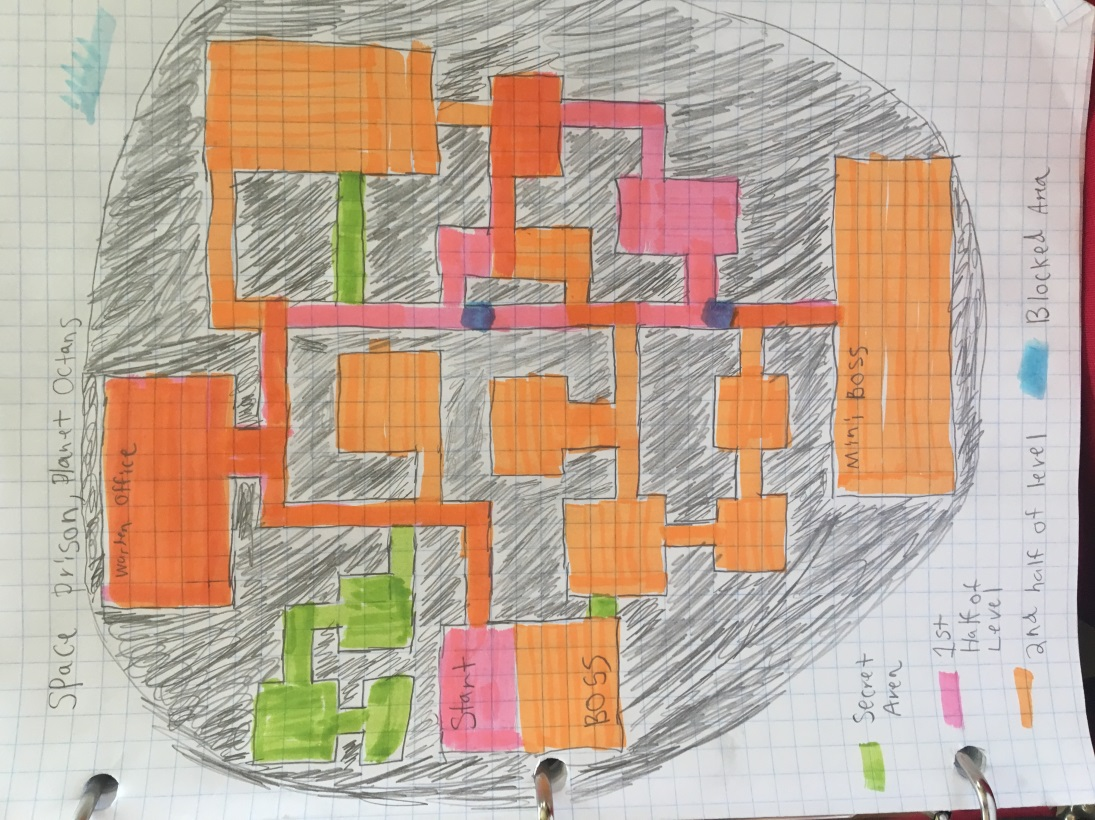 Space prison, Planet Octans
Warden Office
Start
BOSS
Mini BOSS
Secret
Area
1st
Half of
Level
2nd half of level
Blocked Area